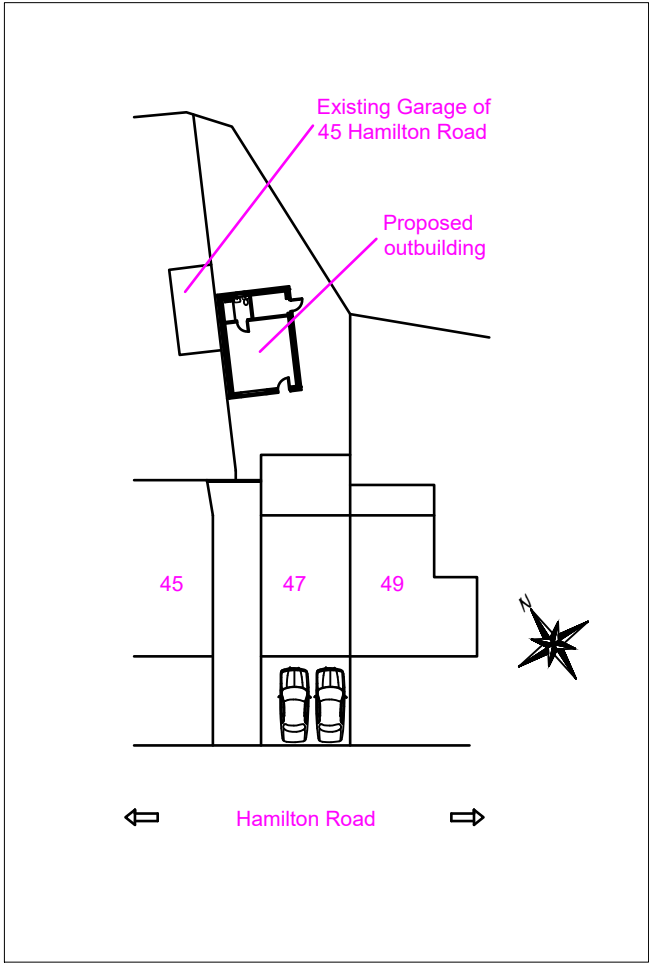 Existing Garage of
45 Hamilton Road
Proposed
outbuilding
45
47
49
N
Hamilton Road